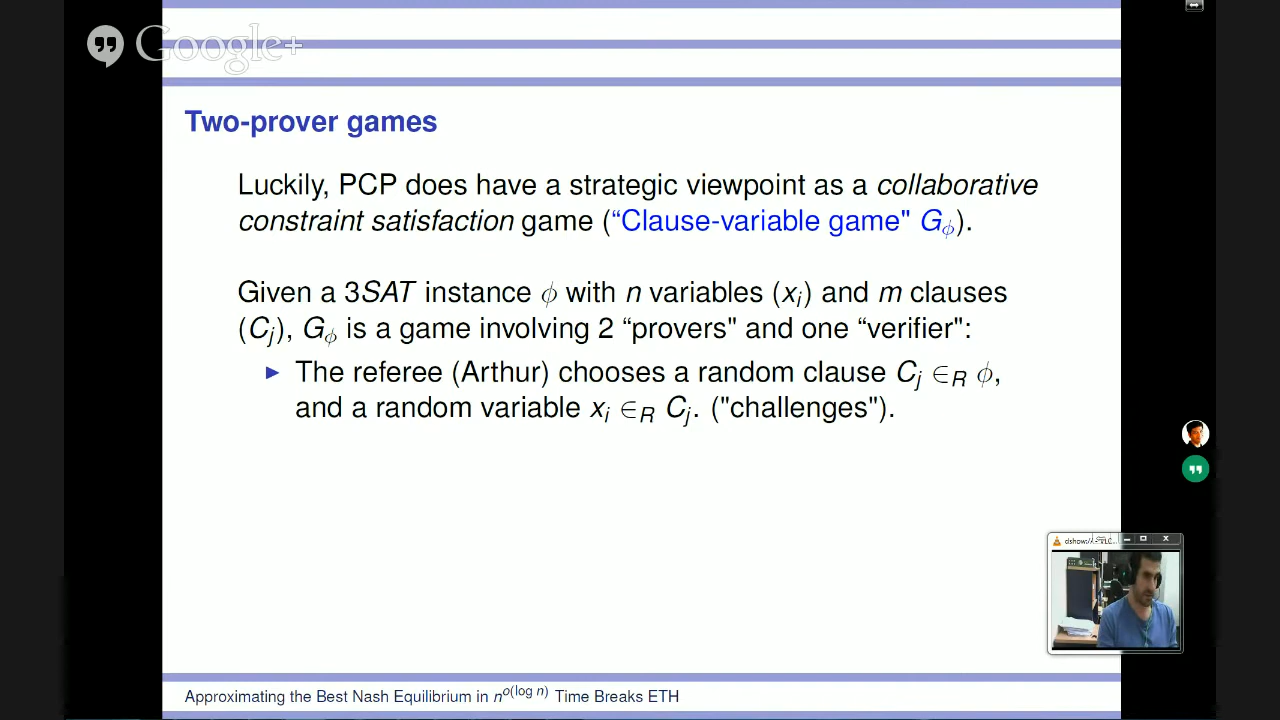 Google+
Two-prover games
Luckily, PCP does have a strategic viewpoint as a collaborative
constraint satisfaction game (“Clause-variable game" G_ϕ).
Given a 3SAT instance ϕ with n variables (x_i) and m clauses
(C_j), G_ϕ is a game involving 2 “provers" and one “verifier":
► The referee (Arthur) chooses a random clause C_j ∈_R ϕ,
and a random variable x_i ∈_R C_j. ("challenges").
Approximating the Best Nash Equilibrium in n^o(log n) Time Breaks ETH